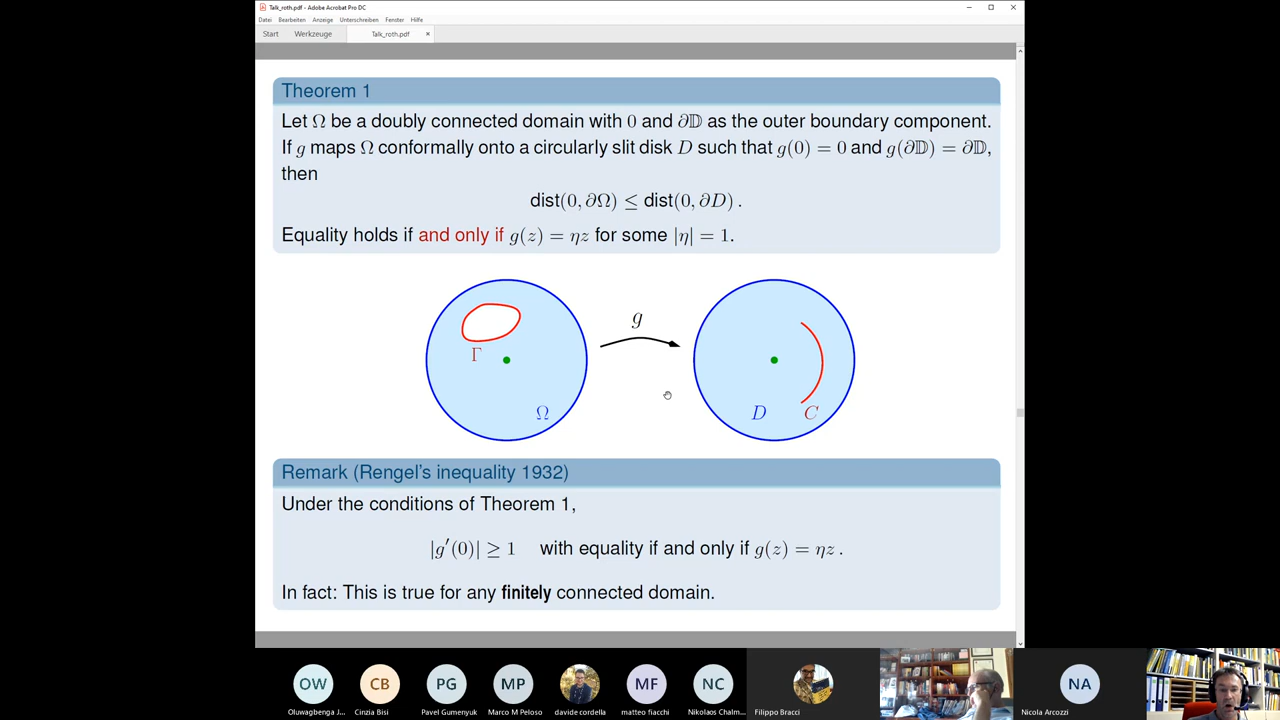 Talk_roth.pdf - Adobe Acrobat Pro DC
Datei Bearbeiten Anzeige Unterschreiben Fenster Hilfe
Start Werkzeuge Talk_roth.pdf ×
Theorem 1
Let Ω be a doubly connected domain with 0 and ∂𝔻 as the outer boundary component.
If g maps Ω conformally onto a circularly slit disk D such that g(0) = 0 and g(∂𝔻) = ∂𝔻,
then
dist(0, ∂Ω) ≤ dist(0, ∂D) .
Equality holds if and only if g(z) = ηz for some |η| = 1.
g
Γ
Ω
D
C
Remark (Rengel's inequality 1932)
Under the conditions of Theorem 1,
|g′(0)| ≥ 1 with equality if and only if g(z) = ηz .
In fact: This is true for any finitely connected domain.
OW CB PG MP MF NC NA
Oluwagbenga J... Cinzia Bisi Pavel Gumenyuk Marco M Peloso davide cordella matteo fiacchi Nikolaos Chalm... Filippo Bracci Nicola Arcozzi